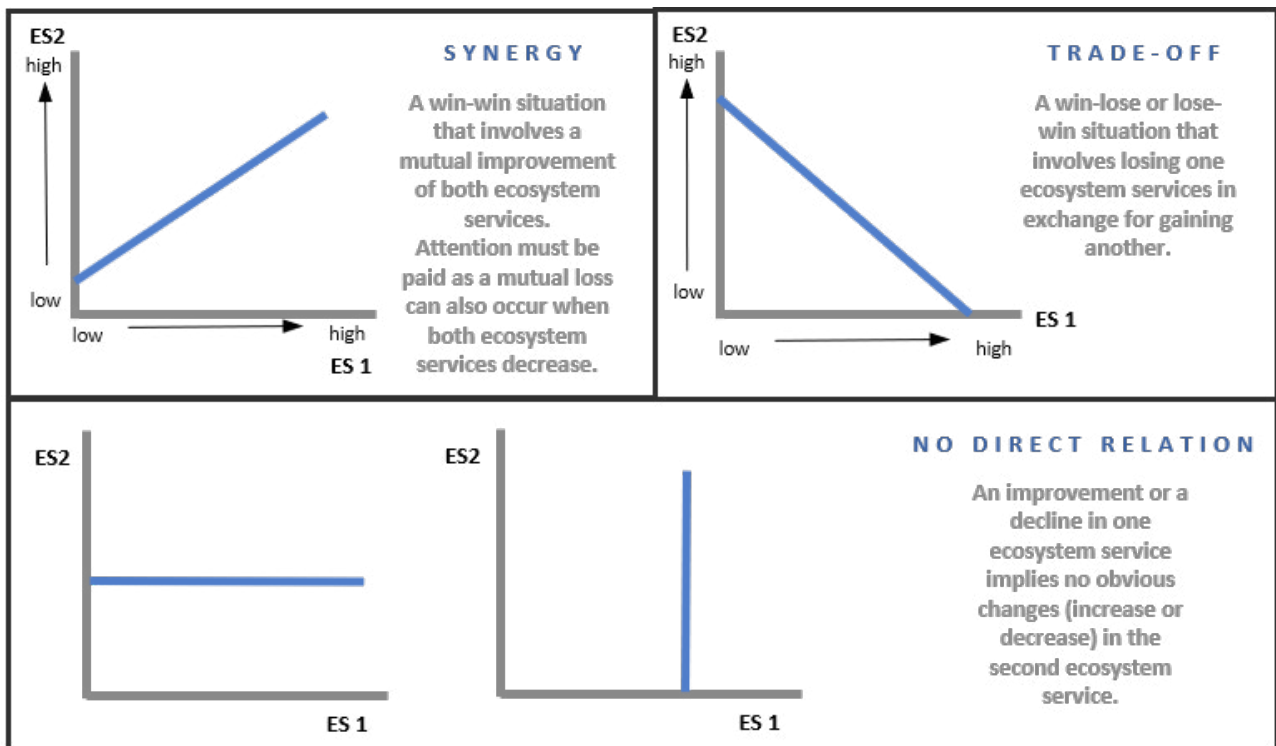 ES2
high
low
low
high
ES 1
SYNERGY
A win-win situation
that involves a
mutual improvement
of both ecosystem
services.
Attention must be
paid as a mutual loss
can also occur when
both ecosystem
services decrease.
ES2
high
low
low
high
ES 1
TRADE-OFF
A win-lose or lose-
win situation that
involves losing one
ecosystem services in
exchange for gaining
another.
ES2
ES 1
ES2
ES 1
NO DIRECT RELATION
An improvement or a
decline in one
ecosystem service
implies no obvious
changes (increase or
decrease) in the
second ecosystem
service.